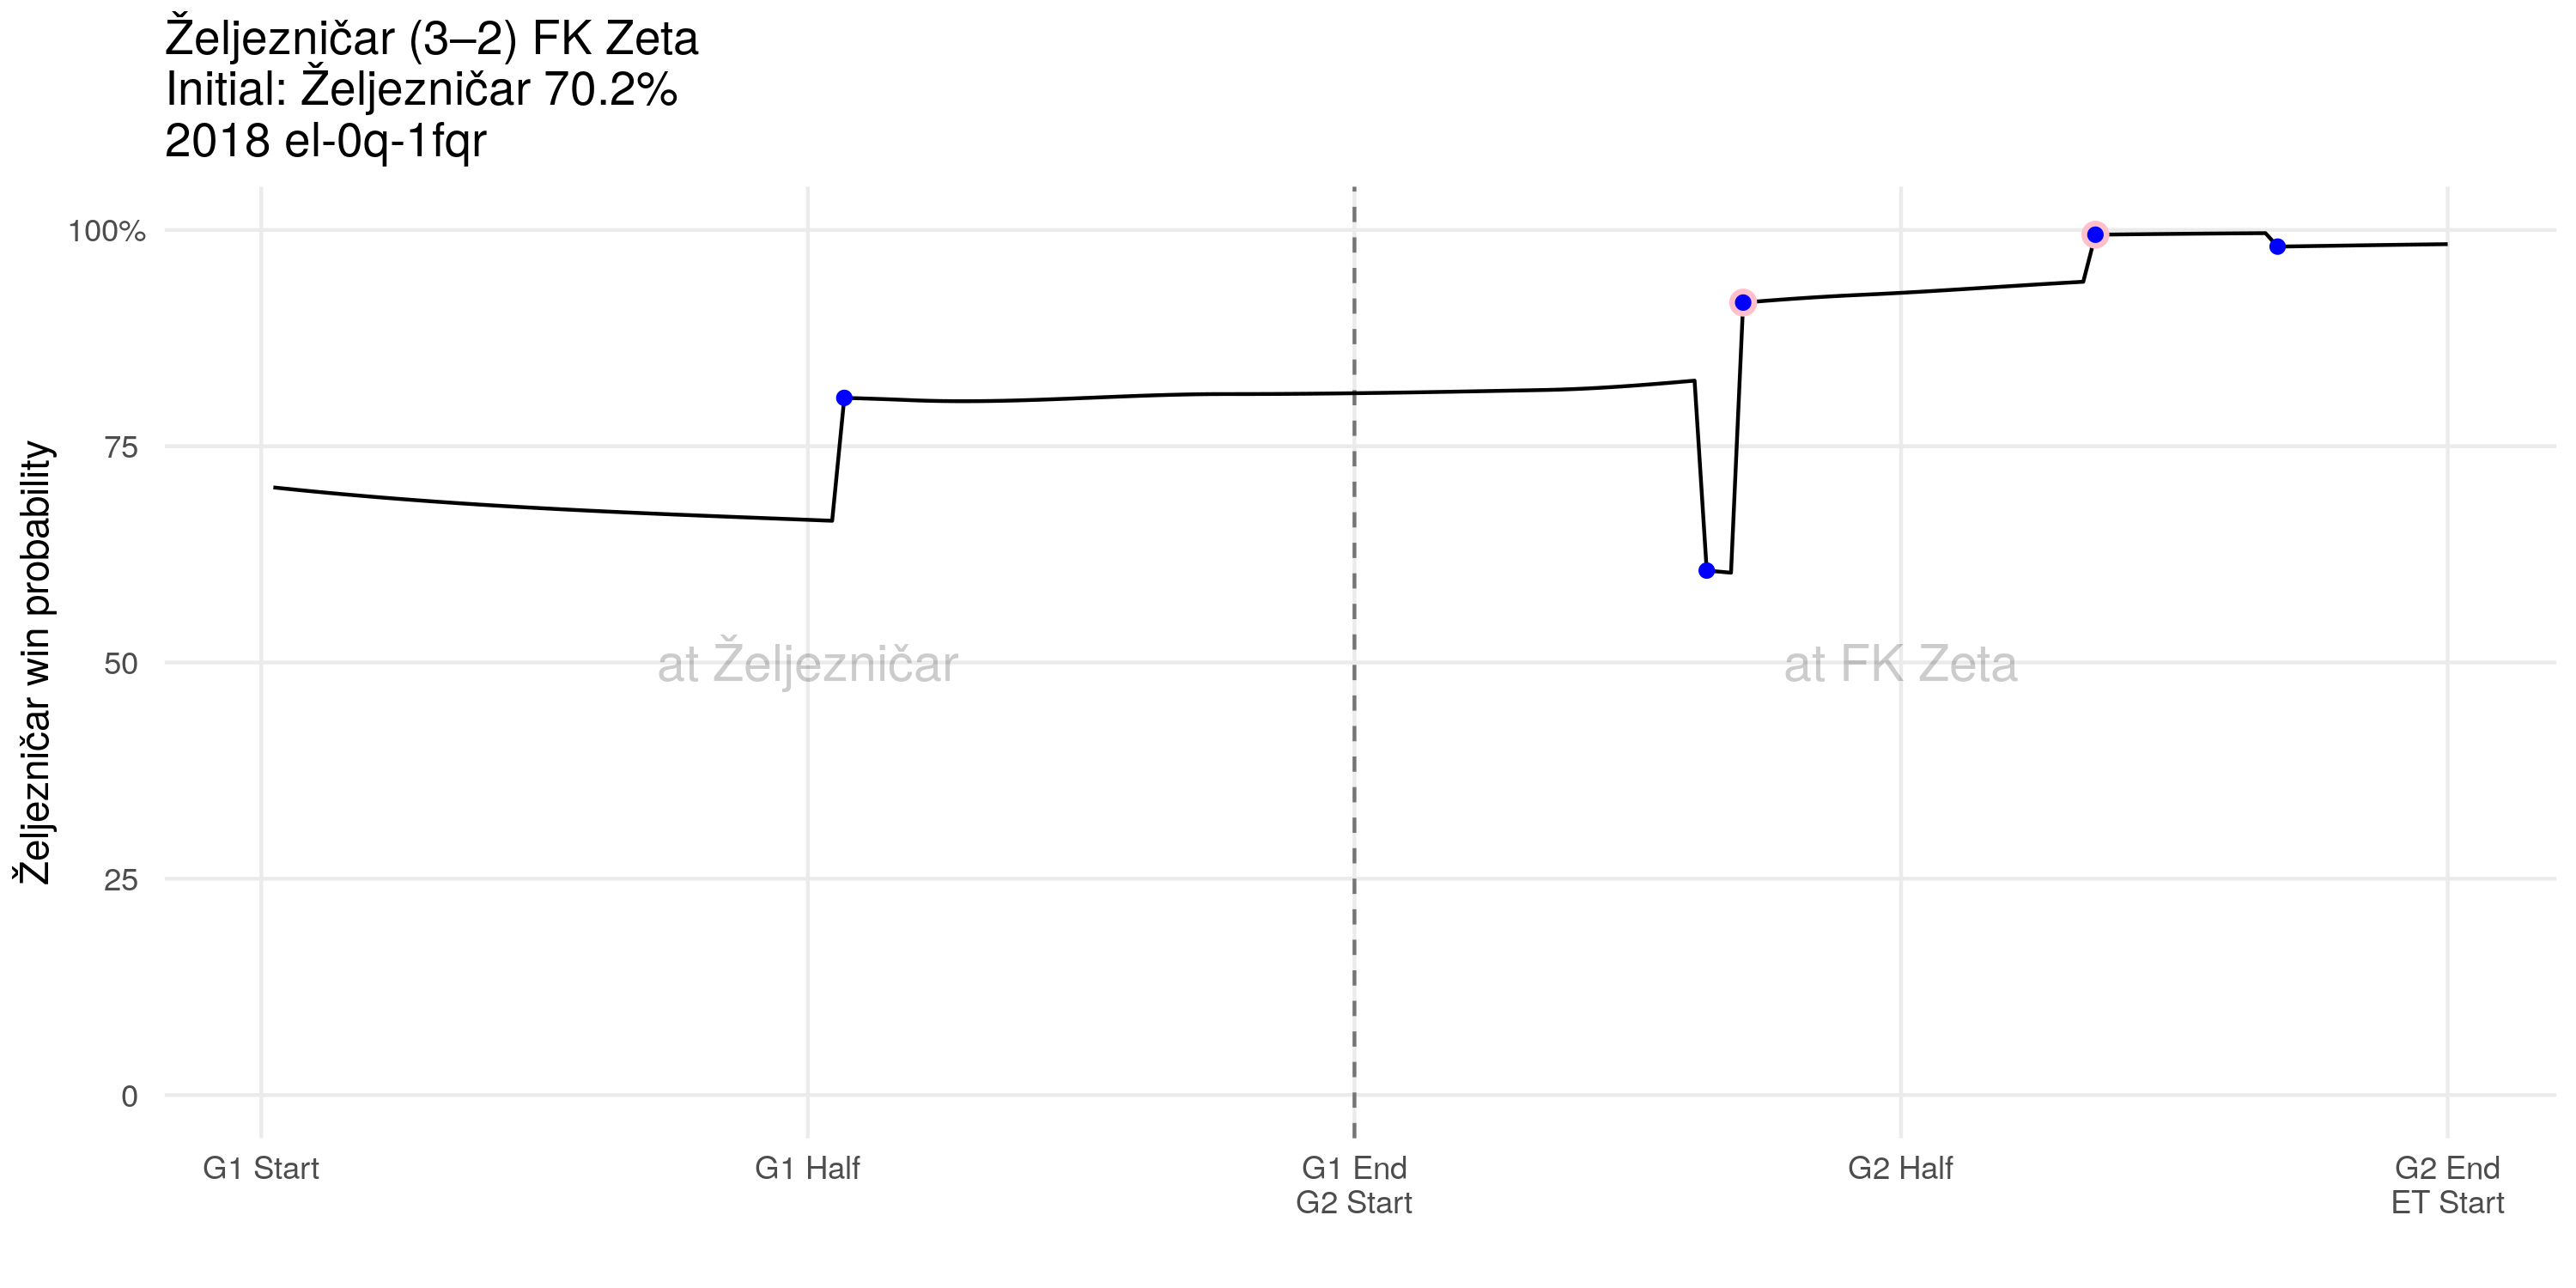 Željezničar (3–2) FK Zeta
Initial: Željezničar 70.2%
2018 el-0q-1fqr
Željezničar win probability
100%
75
50
25
0
at Željezničar
at FK Zeta
G1 Start
G1 Half
G1 End
G2 Start
G2 Half
G2 End
ET Start